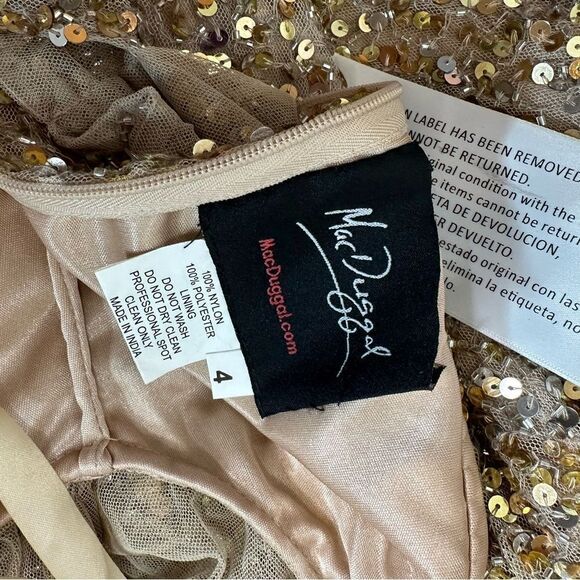 Mac Duggal
MacDuggal.com
4
100% NYLON
LINING
100% POLYESTER
DO NOT WASH
DO NOT DRY CLEAN
PROFESSIONAL SPOT
CLEAN ONLY
MADE IN INDIA
LABEL HAS BEEN REMOVED
NNOT BE RETURNED.
ginal condition with the
e items cannot be return
ETA DE DEVOLUCION,
ER DEVUELTO.
estado original con las
elimina la etiqueta, no